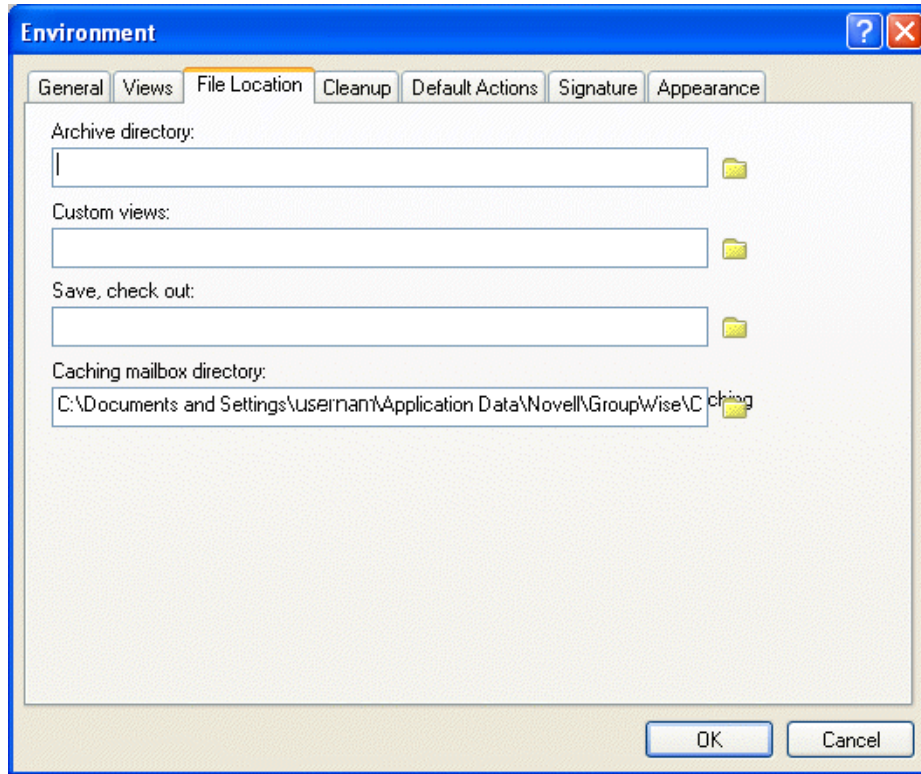 Environment
General Views File Location Cleanup Default Actions Signature Appearance
Archive directory:
Custom views:
Save, check out:
Caching mailbox directory:
C:\Documents and Settings\usernam\Application Data\Novell\GroupWise\C ching
OK Cancel